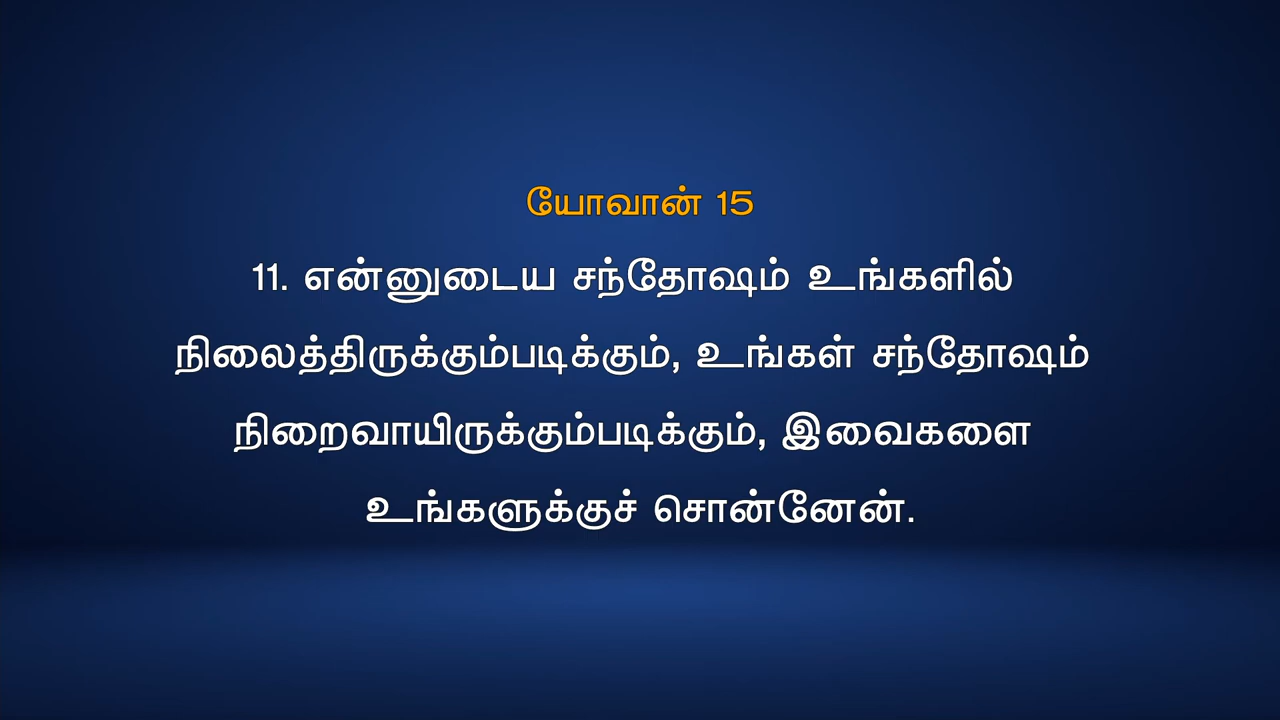 யோவான் 15
11. என்னுடைய சந்தோஷம் உங்களில்
நிலைத்திருக்கும்படிக்கும், உங்கள் சந்தோஷம்
நிறைவாயிருக்கும்படிக்கும், இவைகளை
உங்களுக்குச் சொன்னேன்.